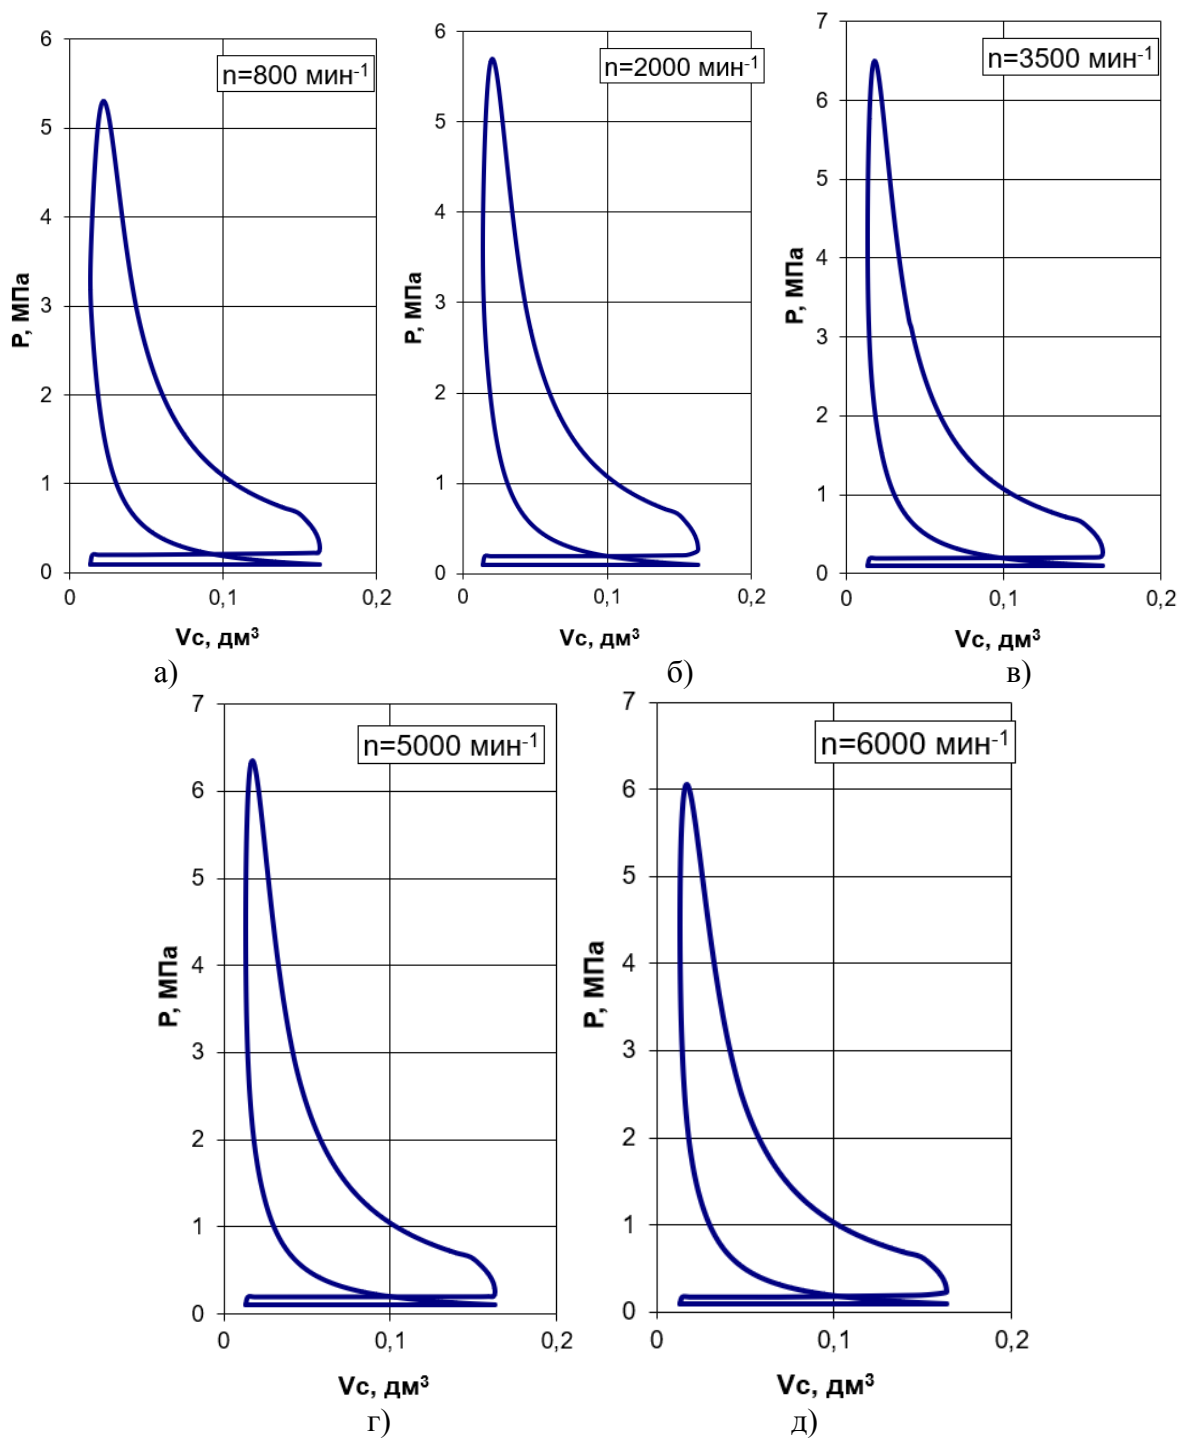 6
5
4
3
2
1
0
0
0,1
0,2
P, МПа
Vc, дм³
n=800 мин⁻¹
а)
6
5
4
3
2
1
0
0
0,1
0,2
P, МПа
Vc, дм³
n=2000 мин⁻¹
б)
7
6
5
4
3
2
1
0
0
0,1
0,2
P, МПа
Vc, дм³
n=3500 мин⁻¹
в)
7
6
5
4
3
2
1
0
0
0,1
0,2
P, МПа
Vc, дм³
n=5000 мин⁻¹
г)
7
6
5
4
3
2
1
0
0
0,1
0,2
P, МПа
Vc, дм³
n=6000 мин⁻¹
д)